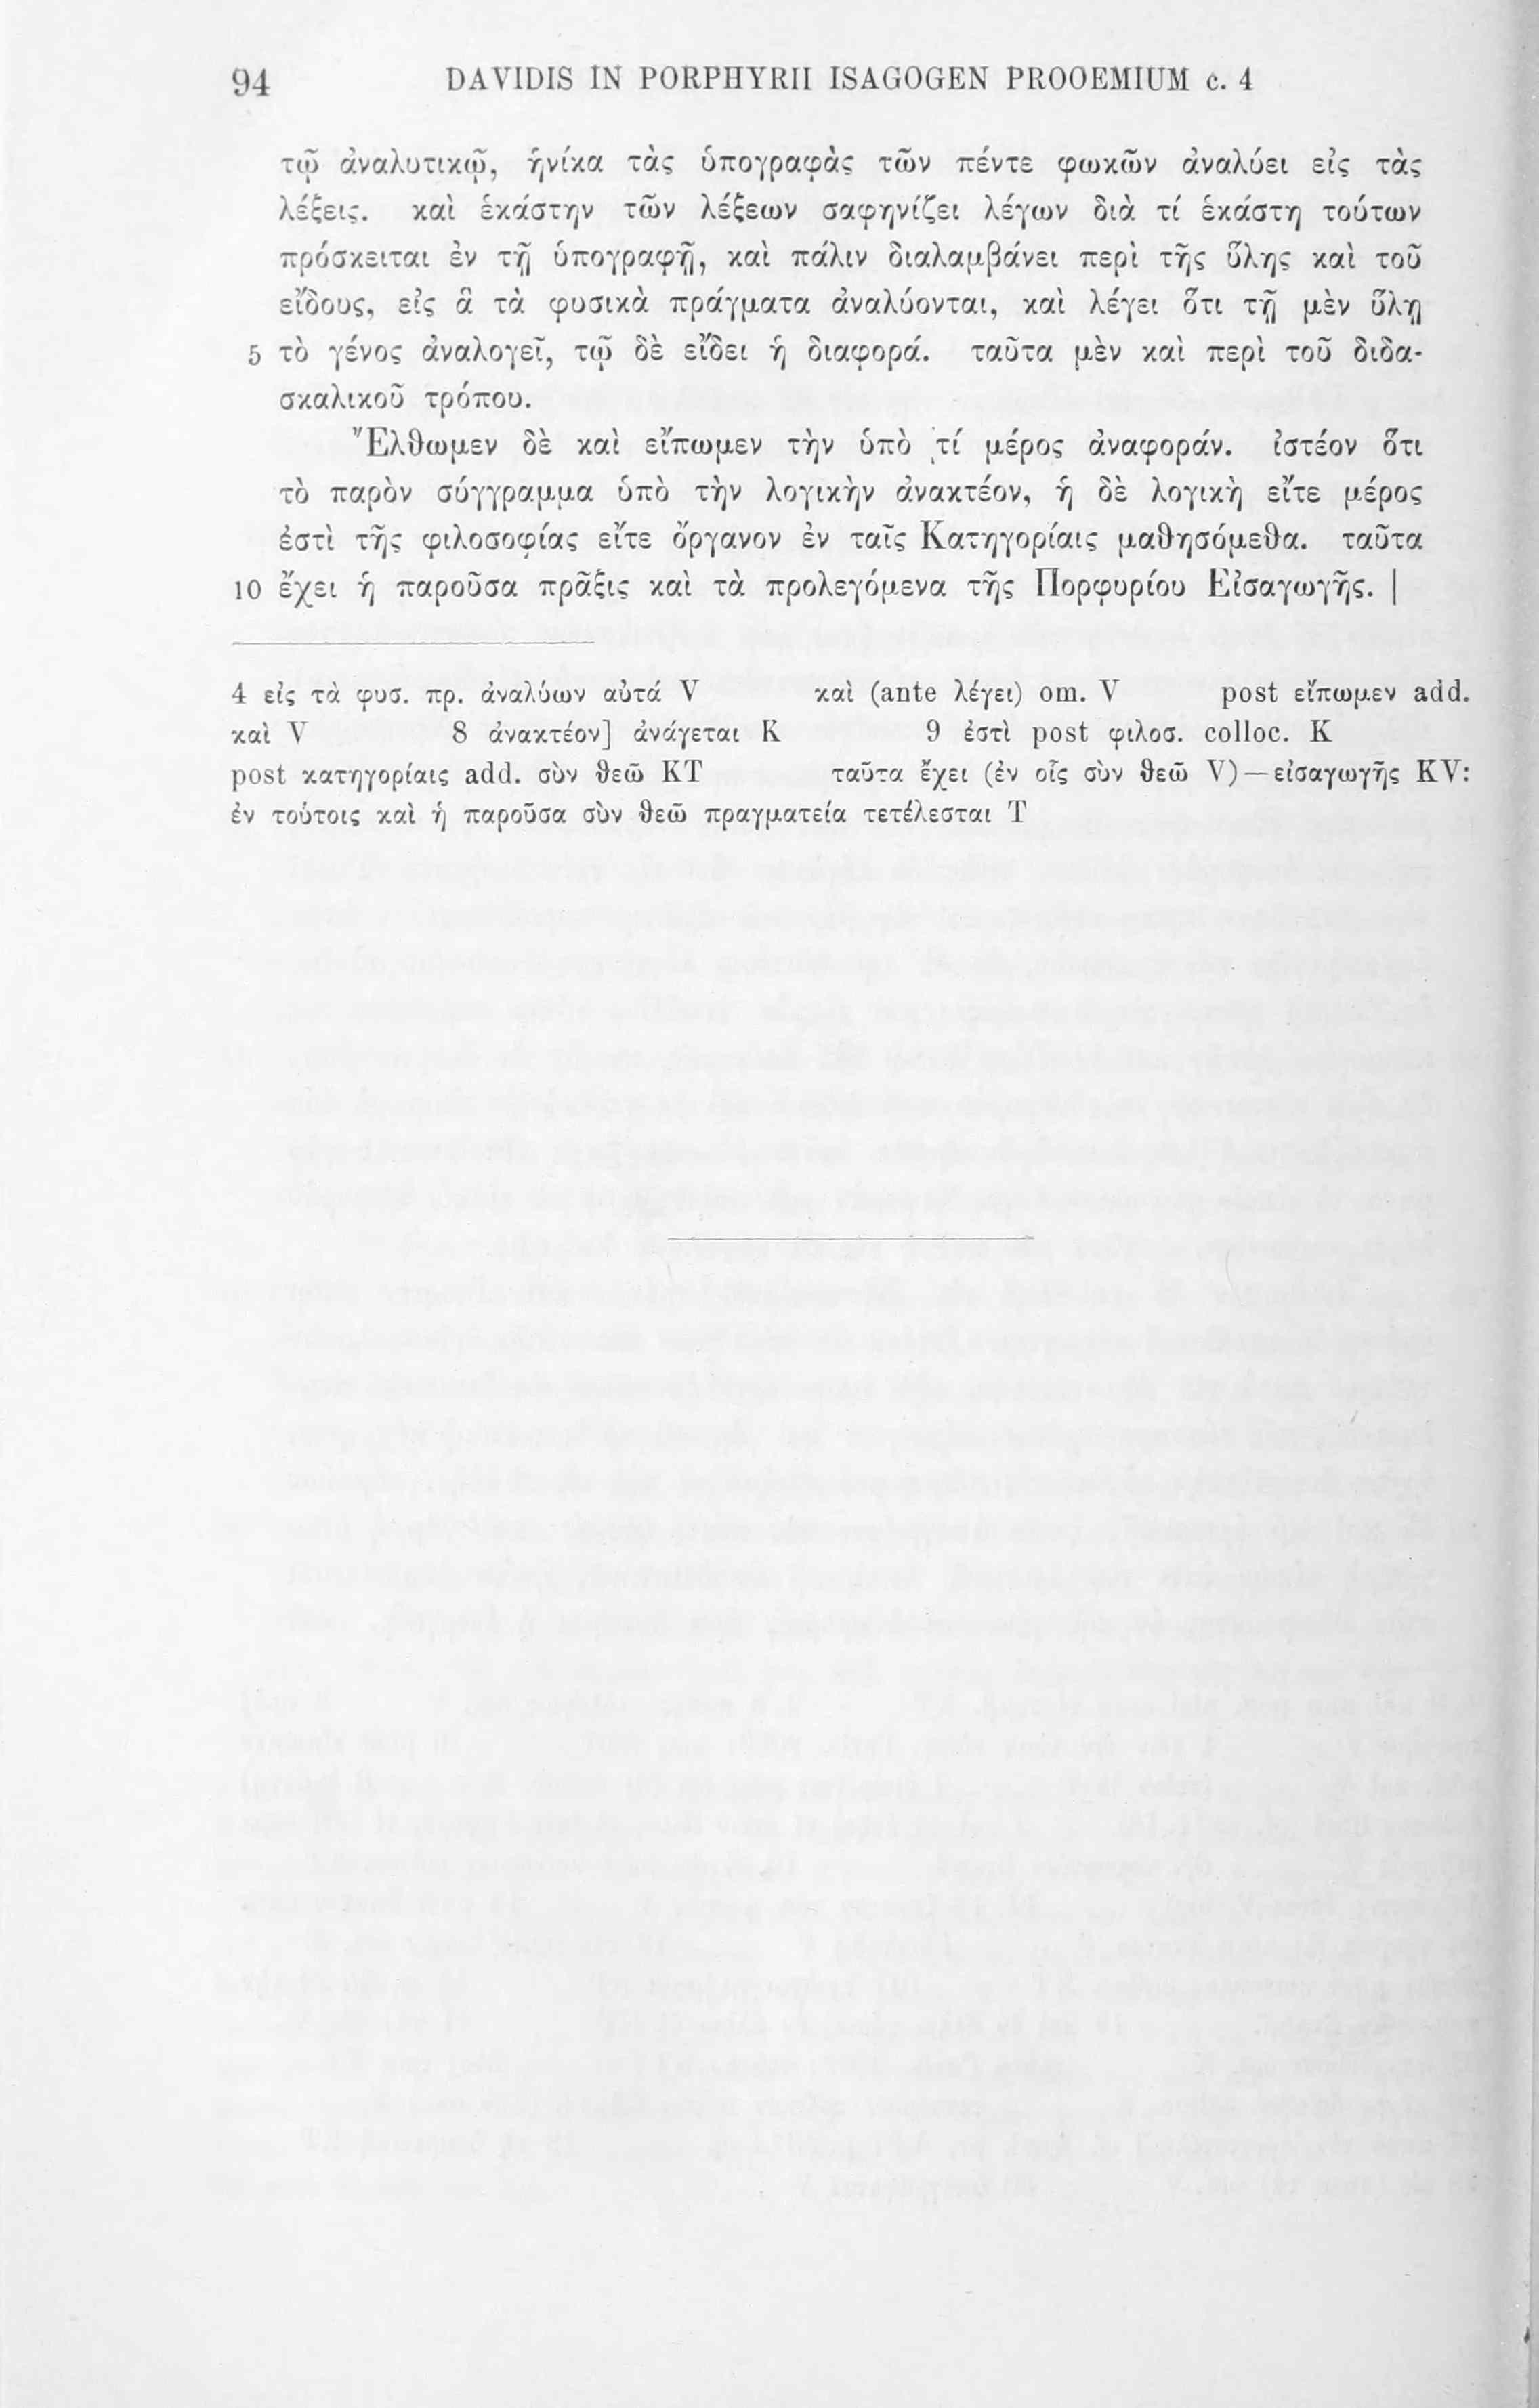 94 DAVIDIS IN PORPHYRII ISAGOGEN PROOEMIUM c. 4
τῷ ἀναλυτικῷ, ἡνίκα τὰς ὑπογραφὰς τῶν πέντε φωκῶν ἀναλύει εἰς τὰς
λέξεις. καὶ ἑκάστην τῶν λέξεων σαφηνίζει λέγων διὰ τί ἑκάστη τούτων
πρόσκειται ἐν τῇ ὑπογραφῇ, καὶ πάλιν διαλαμβάνει περὶ τῆς ὕλης καὶ τοῦ
εἴδους, εἰς ἃ τὰ φυσικὰ πράγματα ἀναλύονται, καὶ λέγει ὅτι τῇ μὲν ὕλῃ
5 τὸ γένος ἀναλογεῖ, τῷ δὲ εἴδει ἡ διαφορά. ταῦτα μὲν καὶ περὶ τοῦ διδα-
σκαλικοῦ τρόπου.
Ἔλθωμεν δὲ καὶ εἴπωμεν τὴν ὑπὸ τί μέρος ἀναφοράν. ἰστέον ὅτι
τὸ παρὸν σύγγραμμα ὑπὸ τὴν λογικὴν ἀνακτέον, ἡ δὲ λογικὴ εἴτε μέρος
ἐστὶ τῆς φιλοσοφίας εἴτε ὄργανον ἐν ταῖς Κατηγορίαις μαθησόμεθα. ταῦτα
10 ἔχει ἡ παροῦσα πρᾶξις καὶ τὰ προλεγόμενα τῆς Πορφυρίου Εἰσαγωγῆς. |
4 εἰς τὰ φυσ. πρ. ἀναλύων αὐτά V καὶ (ante λέγει) om. V post εἴπωμεν add.
καὶ V 8 ἀνακτέον] ἀνάγεται K 9 ἐστὶ post φιλοσ. colloc. K
post κατηγορίαις add. σὺν θεῷ KT ταῦτα ἔχει (ἐν οἷς σὺν θεῷ V) — εἰσαγωγῆς KV:
ἐν τούτοις καὶ ἡ παροῦσα σὺν θεῷ πραγματεία τετέλεσται T